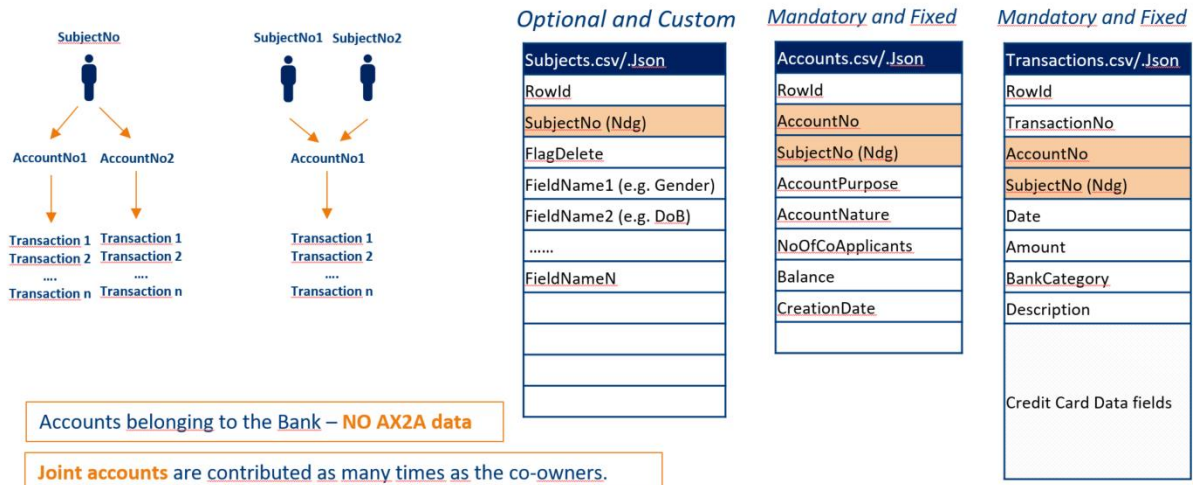 SubjectNo
AccountNo1 AccountNo2
Transaction 1 Transaction 1
Transaction 2 Transaction 2
.... ....
Transaction n Transaction n
SubjectNo1 SubjectNo2
AccountNo1
Transaction 1
Transaction 2
....
Transaction n
Accounts belonging to the Bank – NO AX2A data
Joint accounts are contributed as many times as the co-owners.
Optional and Custom
Subjects.csv/.Json
RowId
SubjectNo (Ndg)
FlagDelete
FieldName1 (e.g. Gender)
FieldName2 (e.g. DoB)
......
FieldNameN
Mandatory and Fixed
Accounts.csv/.Json
RowId
AccountNo
SubjectNo (Ndg)
AccountPurpose
AccountNature
NoOfCoApplicants
Balance
CreationDate
Mandatory and Fixed
Transactions.csv/.Json
RowId
TransactionNo
AccountNo
SubjectNo (Ndg)
Date
Amount
BankCategory
Description
Credit Card Data fields